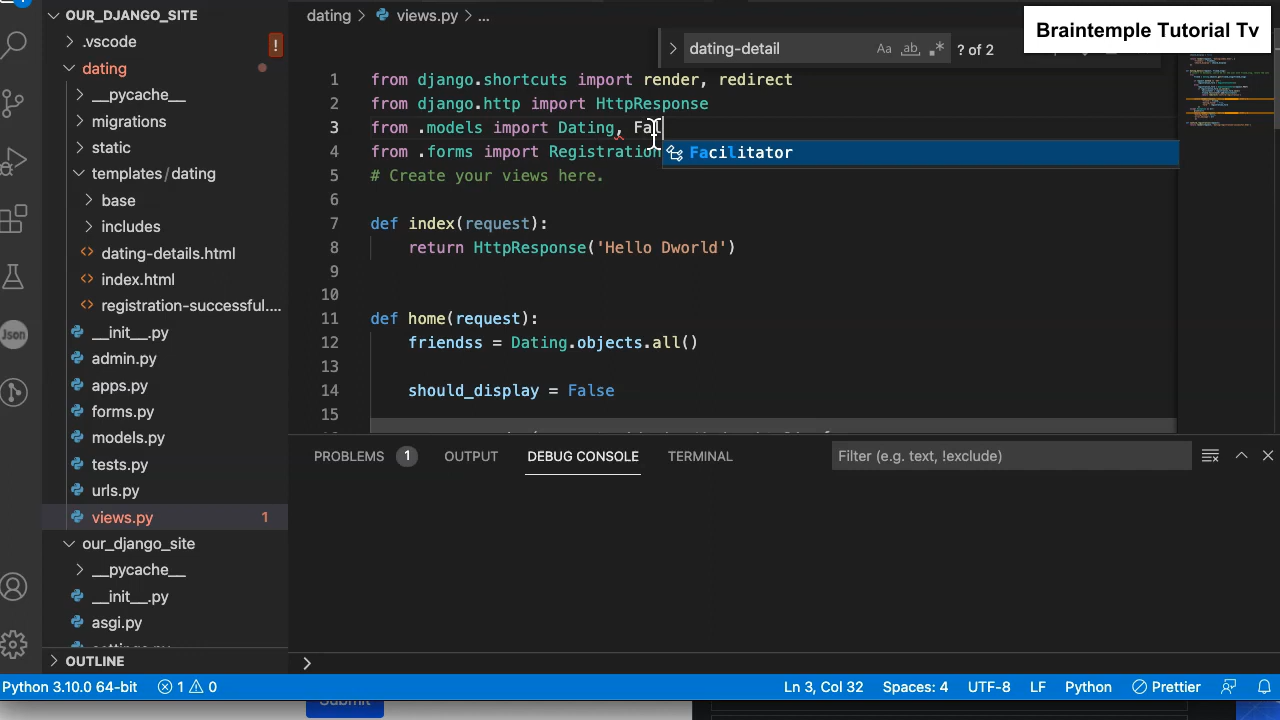 OUR_DJANGO_SITE
.vscode
dating
__pycache__
migrations
static
templates/dating
base
includes
dating-details.html
index.html
registration-successful....
__init__.py
admin.py
apps.py
forms.py
models.py
tests.py
urls.py
views.py 1
our_django_site
__pycache__
__init__.py
asgi.py
OUTLINE
Json
dating > views.py > ...
dating-detail Aa ab ? of 2
Braintemple Tutorial Tv
1 from django.shortcuts import render, redirect
2 from django.http import HttpResponse
3 from .models import Dating,
Facilitator
4 from .forms import Registration
5 # Create your views here.
6
7 def index(request):
8 return HttpResponse('Hello Dworld')
9
10
11 def home(request):
12 friendss = Dating.objects.all()
13
14 should_display = False
15
PROBLEMS 1 OUTPUT DEBUG CONSOLE TERMINAL Filter (e.g. text, !exclude)
Python 3.10.0 64-bit 1 0 Ln 3, Col 32 Spaces: 4 UTF-8 LF Python Prettier